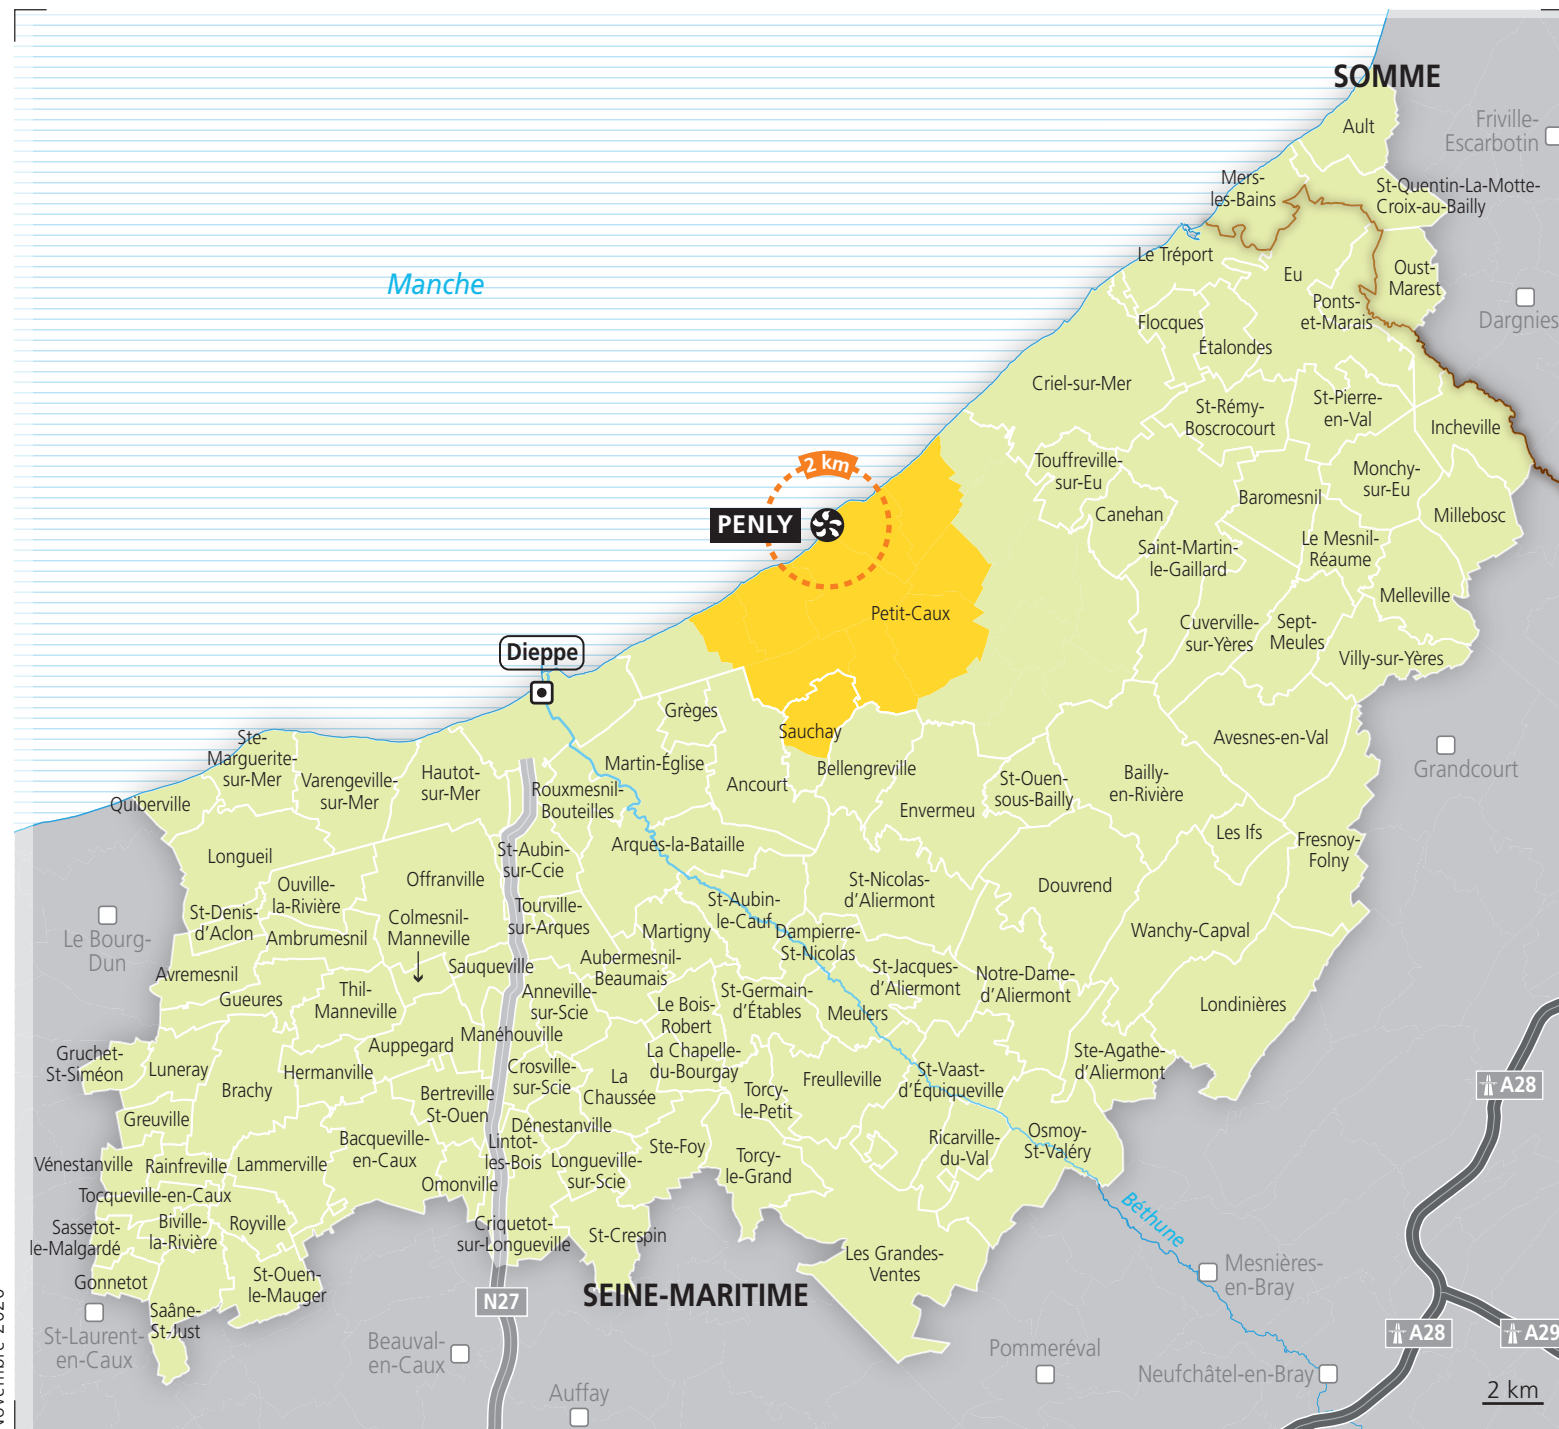 SOMME
Ault
Friville-
Escarbotin
Mers-
les-Bains
St-Quentin-La-Motte-
Croix-au-Bailly
Le Tréport
Eu
Oust-
Marest
Manche
Ponts-
et-Marais
Dargnies
Flocques
Étalondes
Criel-sur-Mer
St-Rémy-
Boscrocourt
St-Pierre-
en-Val
Incheville
2 km
Touffreville-
sur-Eu
Monchy-
sur-Eu
Baromesnil
Canehan
Millebosc
PENLY
Saint-Martin-
le-Gaillard
Le Mesnil-
Réaume
Melleville
Petit-Caux
Cuverville-
sur-Yères
Sept-
Meules
Villy-sur-Yères
Dieppe
Grèges
Sauchay
Avesnes-en-Val
Grandcourt
Ste-
Marguerite-
sur-Mer
Varengeville-
sur-Mer
Hautot-
sur-Mer
Martin-Église
Ancourt
Bellengreville
St-Ouen-
sous-Bailly
Bailly-
en-Rivière
Quiberville
Rouxmesnil-
Bouteilles
Envermeu
Les Ifs
Fresnoy-
Folny
Longueil
St-Aubin-
sur-Ccie
Arques-la-Bataille
Ouville-
la-Rivière
Offranville
St-Nicolas-
d'Aliermont
Douvrend
St-Denis-
d'Aclon
Ambrumesnil
Colmesnil-
Manneville
Tourville-
sur-Arques
St-Aubin-
le-Cauf
Martigny
Dampierre-
St-Nicolas
Wanchy-Capval
Le Bourg-
Dun
Avremesnil
Sauqueville
Aubermesnil-
Beaumais
St-Jacques-
d'Aliermont
Notre-Dame-
d'Aliermont
Gueures
Thil-
Manneville
Anneville-
sur-Scie
Le Bois-
Robert
St-Germain-
d'Étables
Meulers
Londinières
Manéhouville
Auppegard
Gruchet-
St-Siméon
Luneray
Hermanville
Brachy
Crosville-
sur-Scie
La
Chaussée
La Chapelle-
du-Bourgay
Torcy-
le-Petit
Freulleville
St-Vaast-
d'Équiqueville
Ste-Agathe-
d'Aliermont
A28
Bertreville
St-Ouen
Greuville
Dénestanville
Bacqueville-
en-Caux
Lintot-
les-Bois
Ste-Foy
Ricarville-
du-Val
Osmoy-
St-Valéry
Vénestanville
Rainfreville
Lammerville
Longueville-
sur-Scie
Torcy-
le-Grand
Omonville
Tocqueville-en-Caux
Sassetot-
le-Malgardé
Biville-
la-Rivière
Royville
Criquetot-
sur-Longueville
St-Crespin
Béthune
Les Grandes-
Ventes
Mesnières-
en-Bray
Gonnetot
St-Ouen-
le-Mauger
SEINE-MARITIME
N27
Saâne-
St-Just
St-Laurent-
en-Caux
Beauval-
en-Caux
A28
A29
Pommeréval
Neufchâtel-en-Bray
Auffay
2 km
Novembre 2020